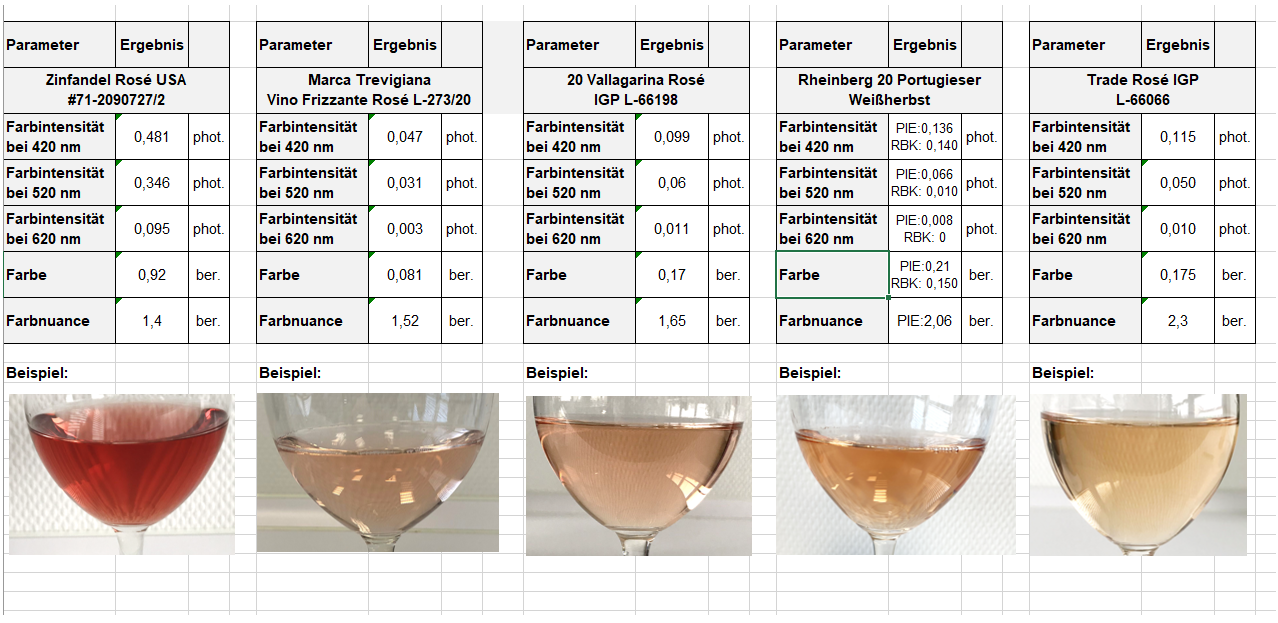 Parameter Ergebnis
Zinfandel Rosé USA
#71-2090727/2
Farbintensität
bei 420 nm
0,481 phot.
Farbintensität
bei 520 nm
0,346 phot.
Farbintensität
bei 620 nm
0,095 phot.
Farbe 0,92 ber.
Farbnuance 1,4 ber.
Beispiel:
Parameter Ergebnis
Marca Trevigiana
Vino Frizzante Rosé L-273/20
Farbintensität
bei 420 nm
0,047 phot.
Farbintensität
bei 520 nm
0,031 phot.
Farbintensität
bei 620 nm
0,003 phot.
Farbe 0,081 ber.
Farbnuance 1,52 ber.
Beispiel:
Parameter Ergebnis
20 Vallagarina Rosé
IGP L-66198
Farbintensität
bei 420 nm
0,099 phot.
Farbintensität
bei 520 nm
0,06 phot.
Farbintensität
bei 620 nm
0,011 phot.
Farbe 0,17 ber.
Farbnuance 1,65 ber.
Beispiel:
Parameter Ergebnis
Rheinberg 20 Portugieser
Weißherbst
Farbintensität
bei 420 nm
PIE:0,136
RBK: 0,140
phot.
Farbintensität
bei 520 nm
PIE:0,066
RBK: 0,010
phot.
Farbintensität
bei 620 nm
PIE:0,008
RBK: 0
phot.
Farbe
PIE:0,21
RBK: 0,150
ber.
Farbnuance PIE:2,06 ber.
Beispiel:
Parameter Ergebnis
Trade Rosé IGP
L-66066
Farbintensität
bei 420 nm
0,115 phot.
Farbintensität
bei 520 nm
0,050 phot.
Farbintensität
bei 620 nm
0,010 phot.
Farbe 0,175 ber.
Farbnuance 2,3 ber.
Beispiel: